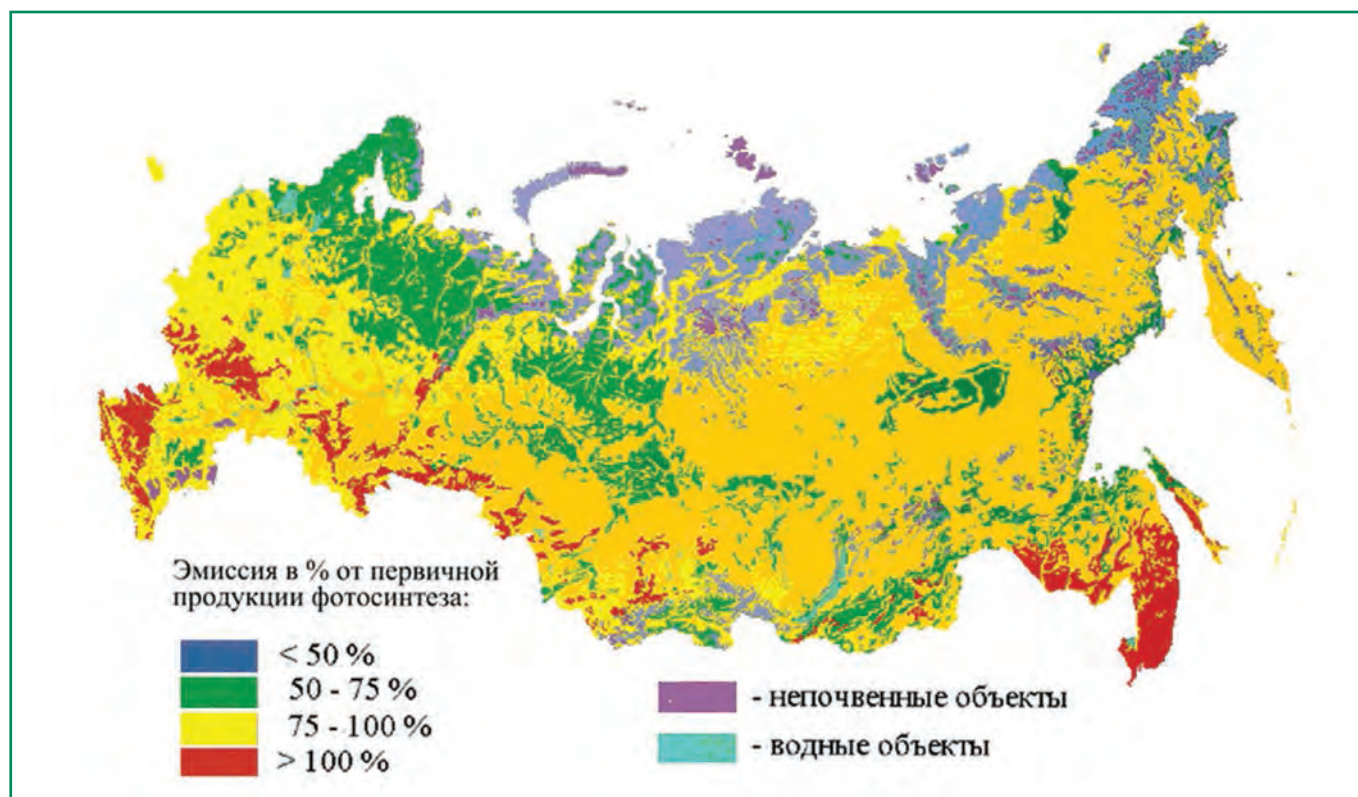 Эмиссия в % от первичной
продукции фотосинтеза:
< 50 %
50 - 75 %
75 - 100 %
> 100 %
- непочвенные объекты
- водные объекты